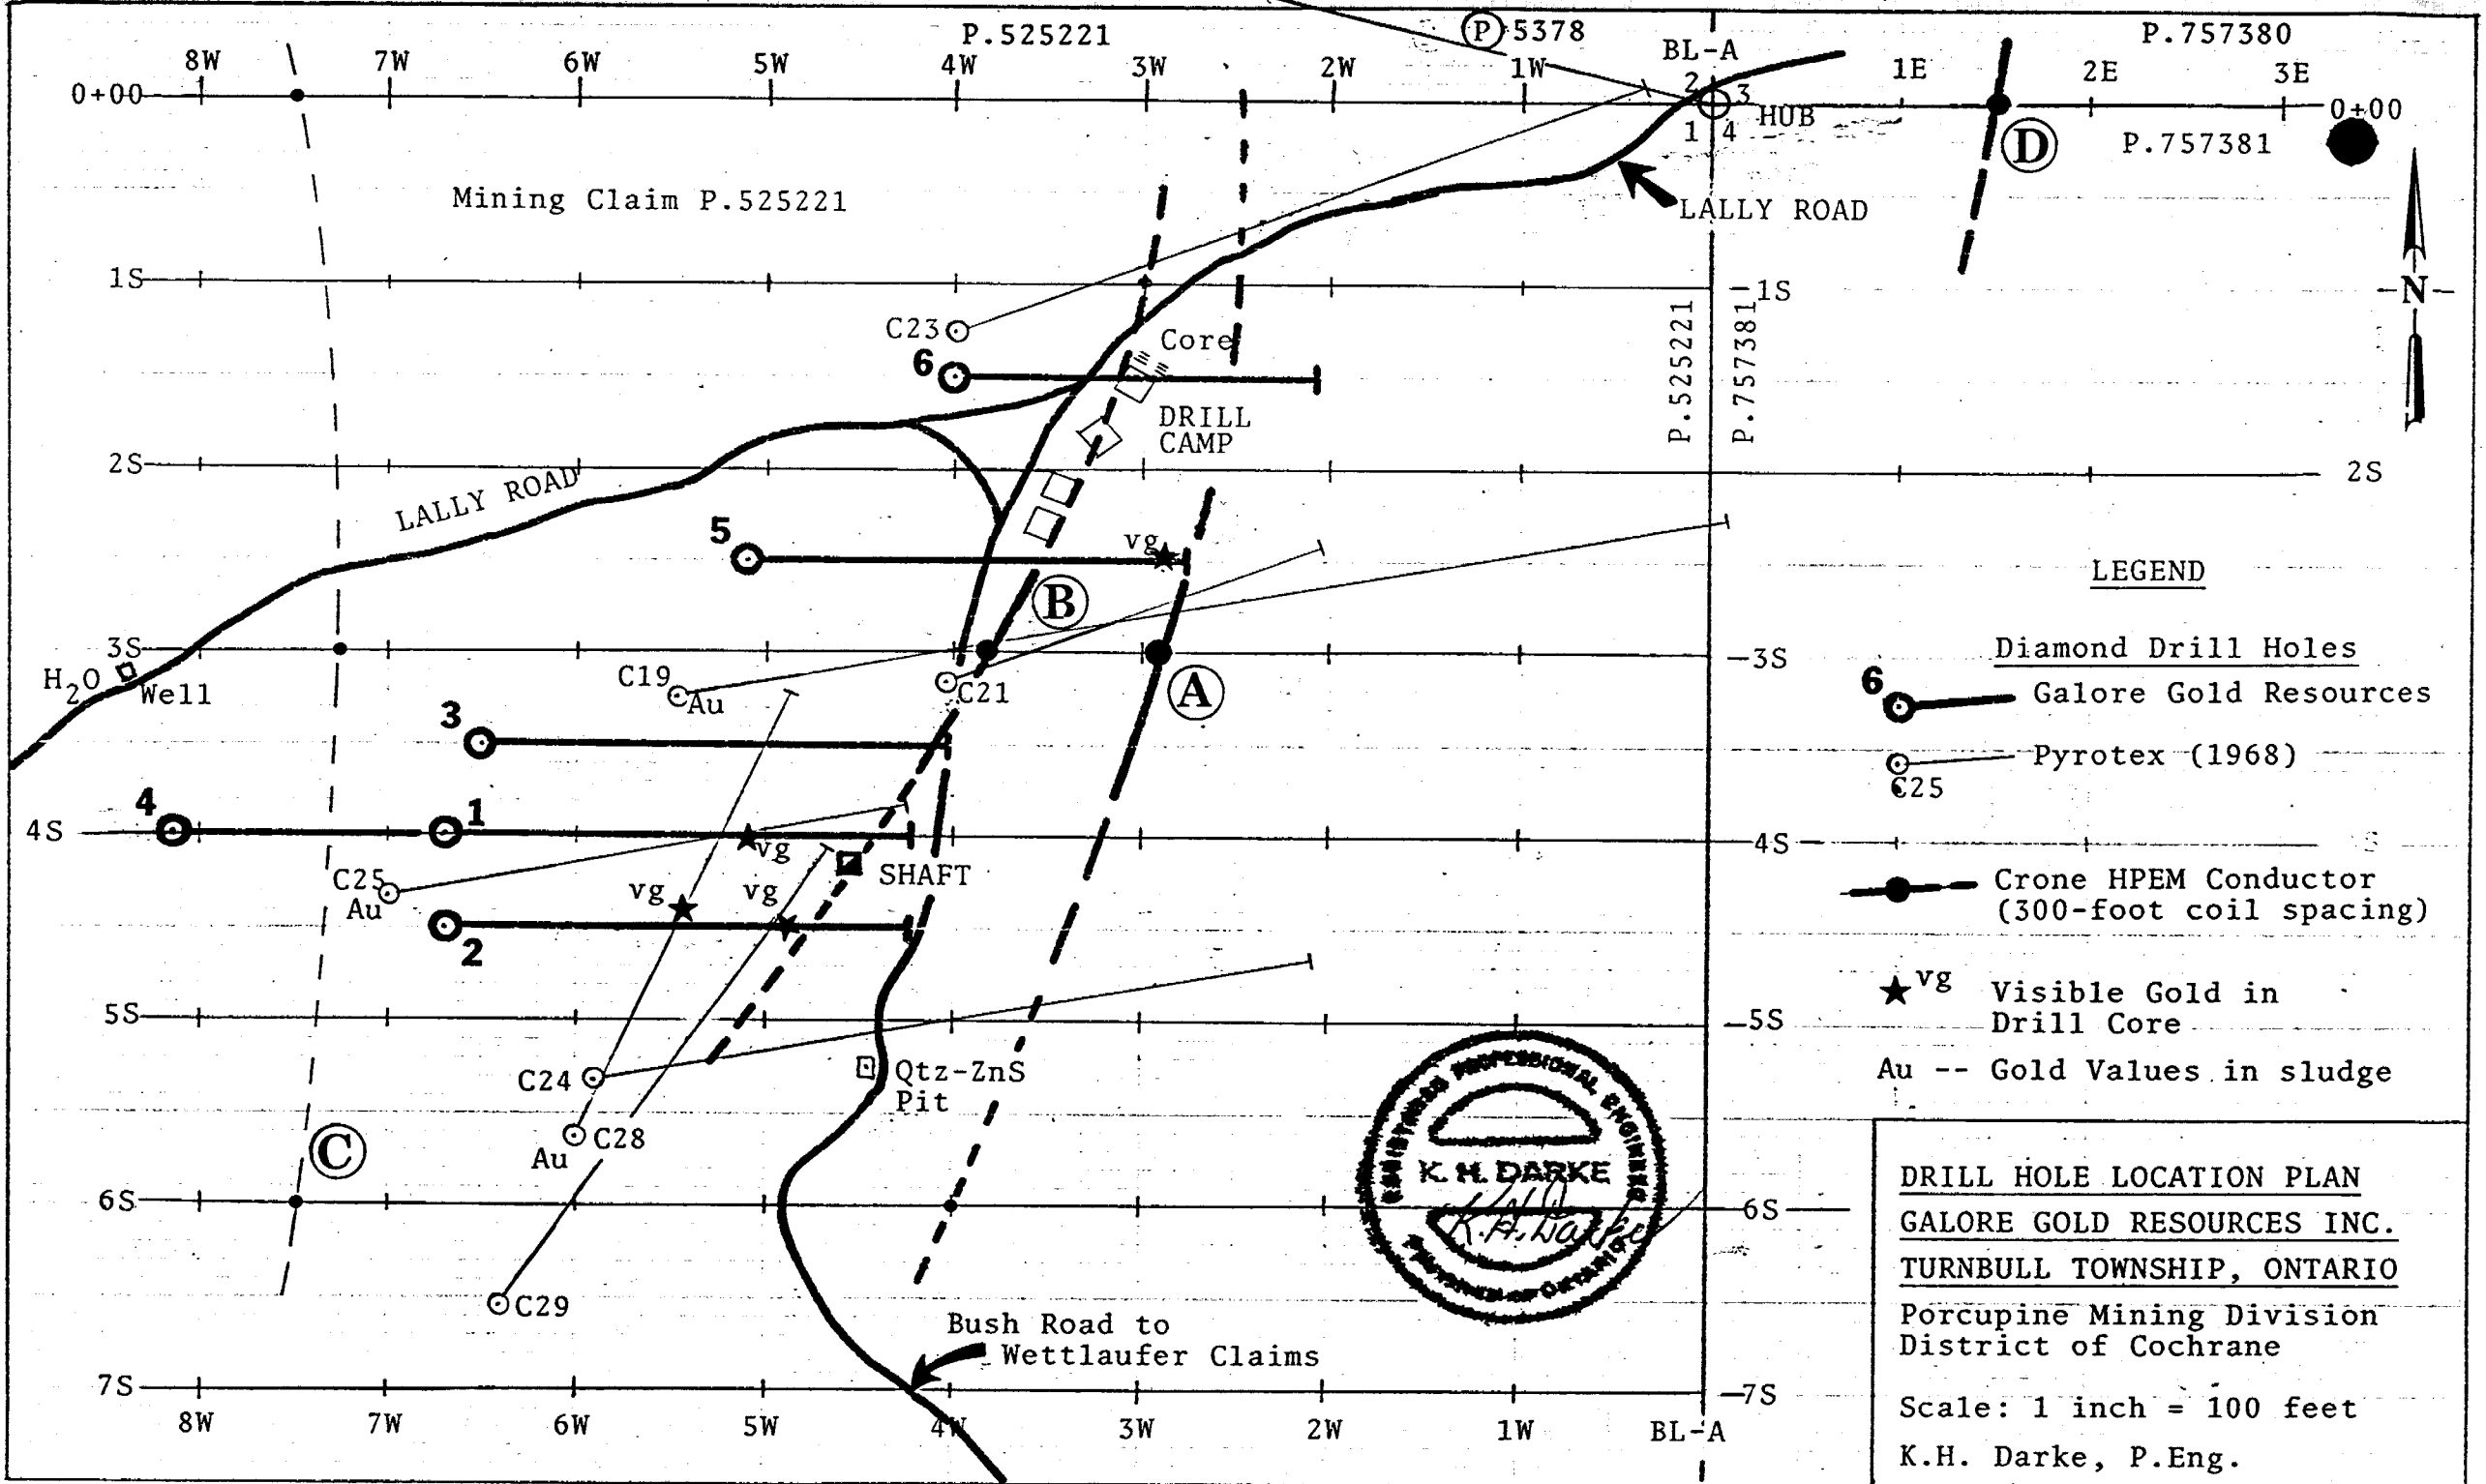 P.525221
P 5378
P.757380
8W 7W 6W 5W 4W 3W 2W 1W BL-A 1E 2E 3E
0+00 0+00
2 3
1 4
HUB
D
P.757381
Mining Claim P.525221
LALLY ROAD
N
1S 1S
C23
Core
6
P.525221
P.757381
DRILL
CAMP
2S 2S
LALLY ROAD
5
vg
B
3S 3S
H2O
Well
C19
Au
C21
A
3
4
1
4S 4S S
vg
SHAFT
C25
Au
vg
vg
2
5S 5S
C24
Qtz-ZnS
Pit
C28
Au
C
6S 6S
C29
Bush Road to
Wettlaufer Claims
7S 7S
8W 7W 6W 5W 4W 3W 2W 1W BL-A
LEGEND
Diamond Drill Holes
6
Galore Gold Resources
Pyrotex (1968)
C25
Crone HPEM Conductor
(300-foot coil spacing)
vg
Visible Gold in
Drill Core
Au -- Gold Values in sludge
REGISTERED PROFESSIONAL ENGINEER
K. H. DARKE
K.H. Darke
PROVINCE OF ONTARIO
DRILL HOLE LOCATION PLAN
GALORE GOLD RESOURCES INC.
TURNBULL TOWNSHIP, ONTARIO
Porcupine Mining Division
District of Cochrane
Scale: 1 inch = 100 feet
K.H. Darke, P.Eng.